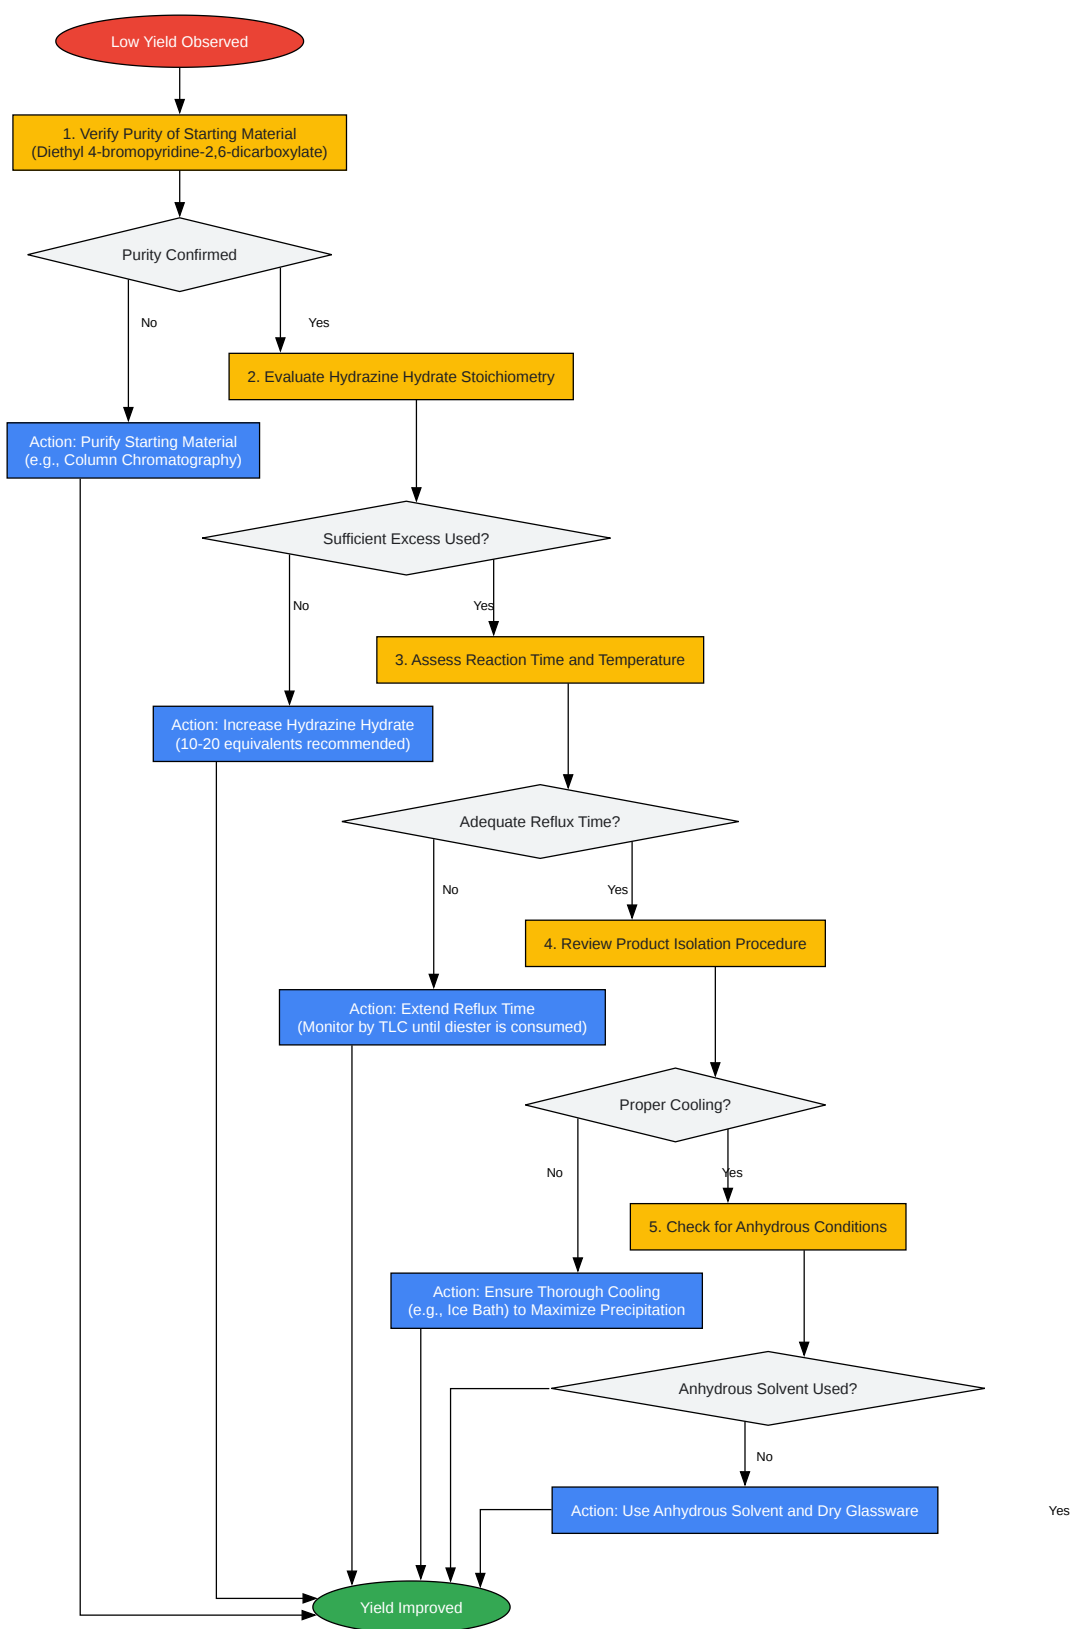 Low Yield Observed
1. Verify Purity of Starting Material
(Diethyl 4-bromopyridine-2,6-dicarboxylate)
Purity Confirmed
No
Yes
2. Evaluate Hydrazine Hydrate Stoichiometry
Action: Purify Starting Material
(e.g., Column Chromatography)
Sufficient Excess Used?
No
Yes
3. Assess Reaction Time and Temperature
Action: Increase Hydrazine Hydrate
(10-20 equivalents recommended)
Adequate Reflux Time?
No
Yes
4. Review Product Isolation Procedure
Action: Extend Reflux Time
(Monitor by TLC until diester is consumed)
Proper Cooling?
No
Yes
5. Check for Anhydrous Conditions
Action: Ensure Thorough Cooling
(e.g., Ice Bath) to Maximize Precipitation
Anhydrous Solvent Used?
No
Action: Use Anhydrous Solvent and Dry Glassware
Yes
Yield Improved